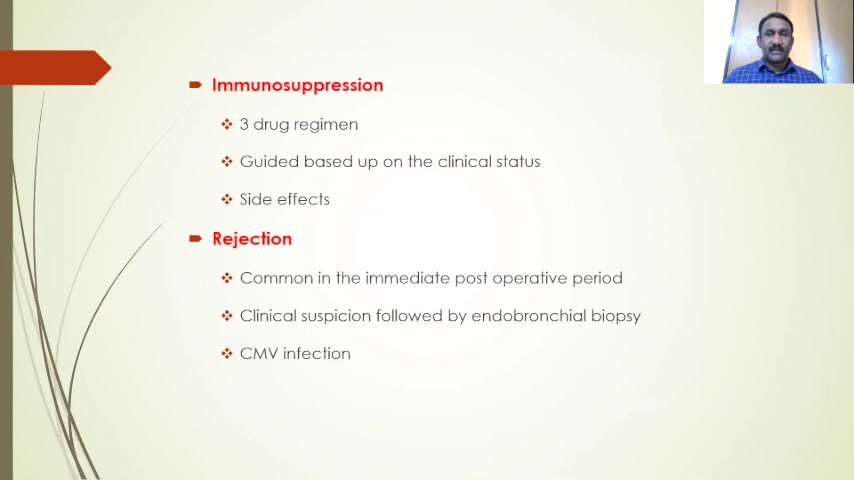 Immunosuppression
3 drug regimen
Guided based up on the clinical status
Side effects
Rejection
Common in the immediate post operative period
Clinical suspicion followed by endobronchial biopsy
CMV infection